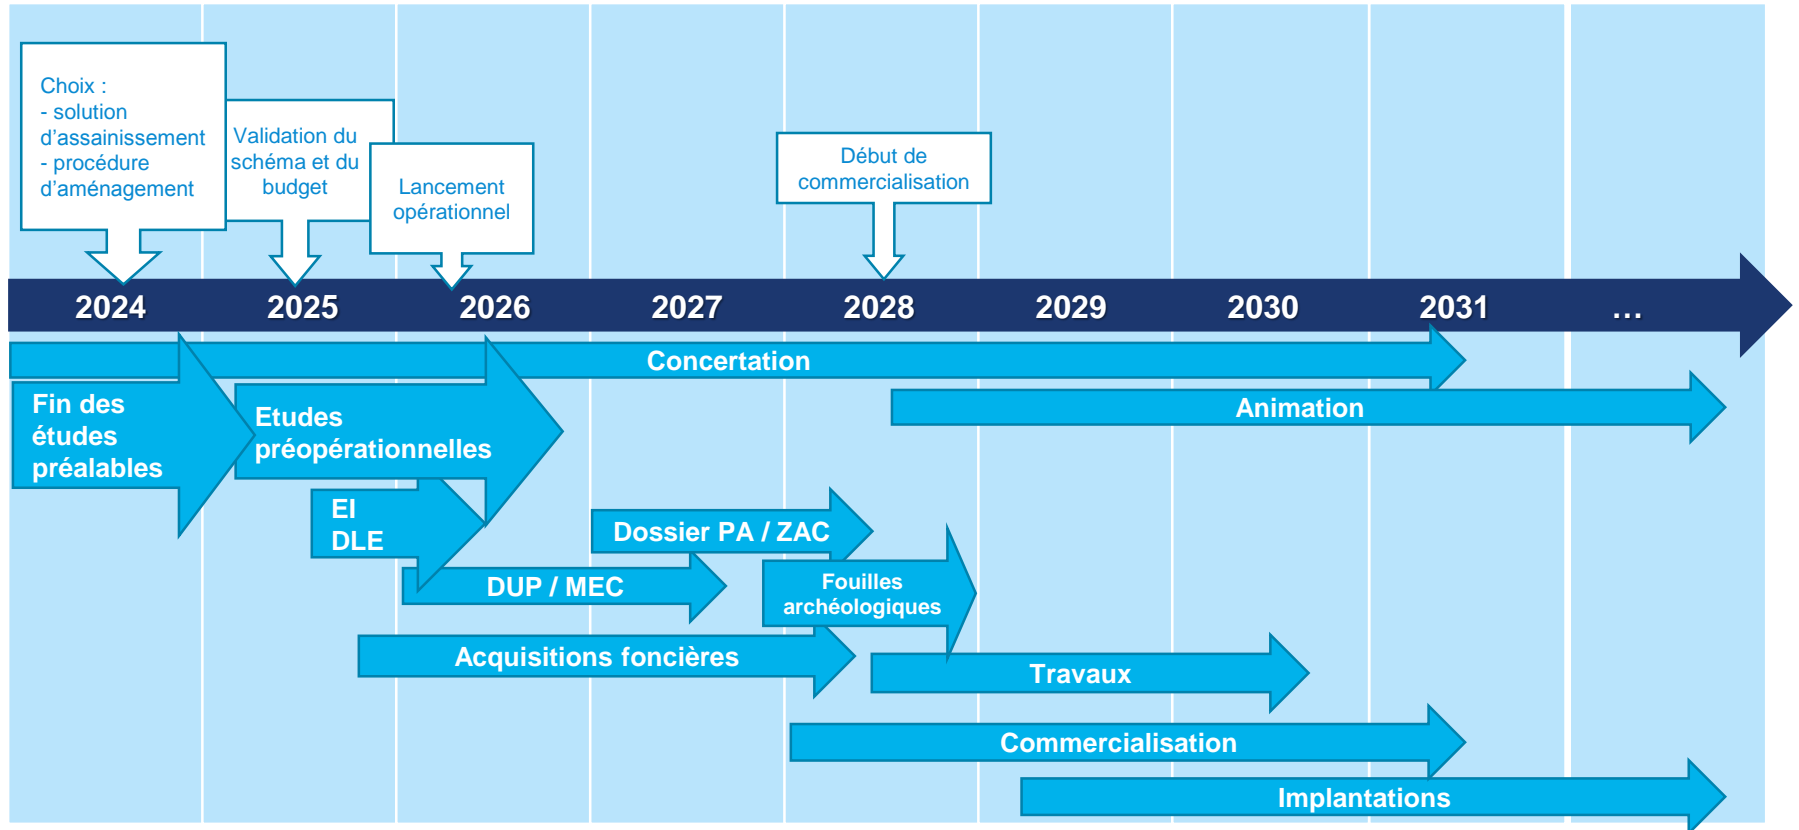 Choix :
- solution
d'assainissement
- procédure
d'aménagement
Validation du
schéma et du
budget
Lancement
opérationnel
Début de
commercialisation
2024 2025 2026 2027 2028 2029 2030 2031 ...
Concertation
Fin des
études
préalables
Etudes
préopérationnelles
Animation
EI
DLE
Dossier PA / ZAC
DUP / MEC
Fouilles
archéologiques
Acquisitions foncières
Travaux
Commercialisation
Implantations